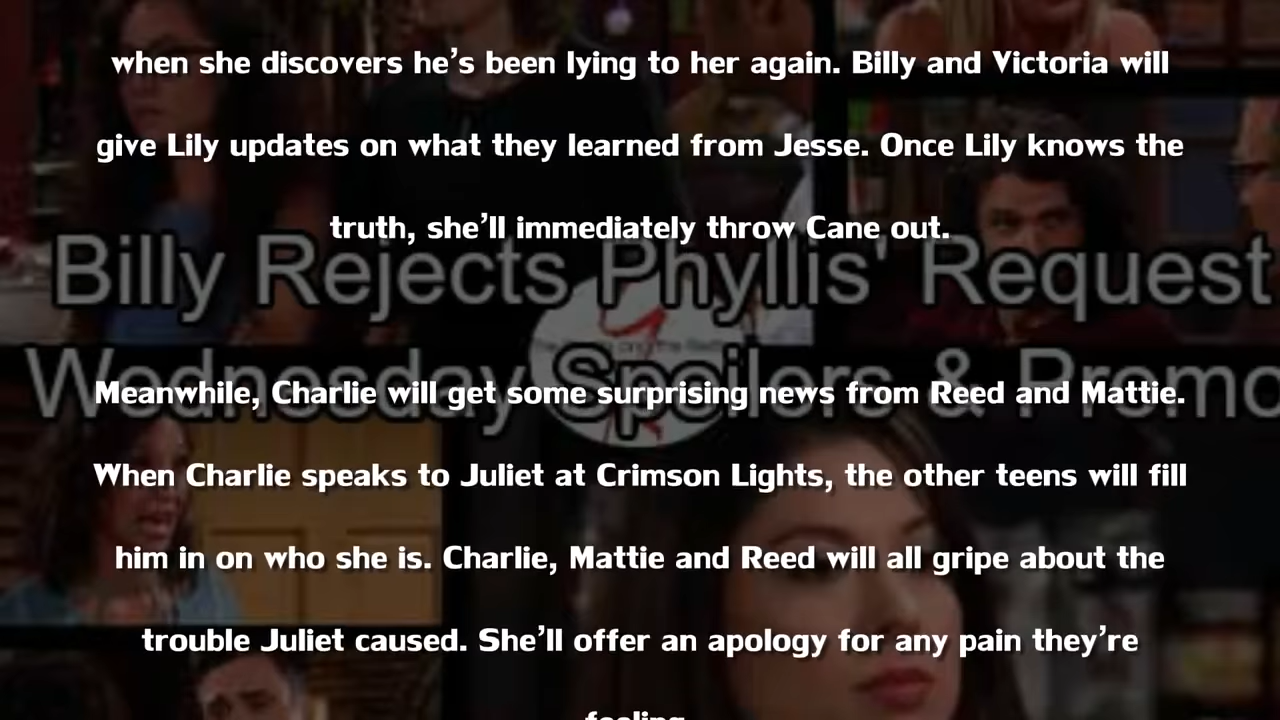 when she discovers he's been lying to her again. Billy and Victoria will
give Lily updates on what they learned from Jesse. Once Lily knows the
truth, she'll immediately throw Cane out.
Billy Rejects Phyllis' Request
Wednesday Spoilers & Promo
Meanwhile, Charlie will get some surprising news from Reed and Mattie.
When Charlie speaks to Juliet at Crimson Lights, the other teens will fill
him in on who she is. Charlie, Mattie and Reed will all gripe about the
trouble Juliet caused. She'll offer an apology for any pain they're
feeling.